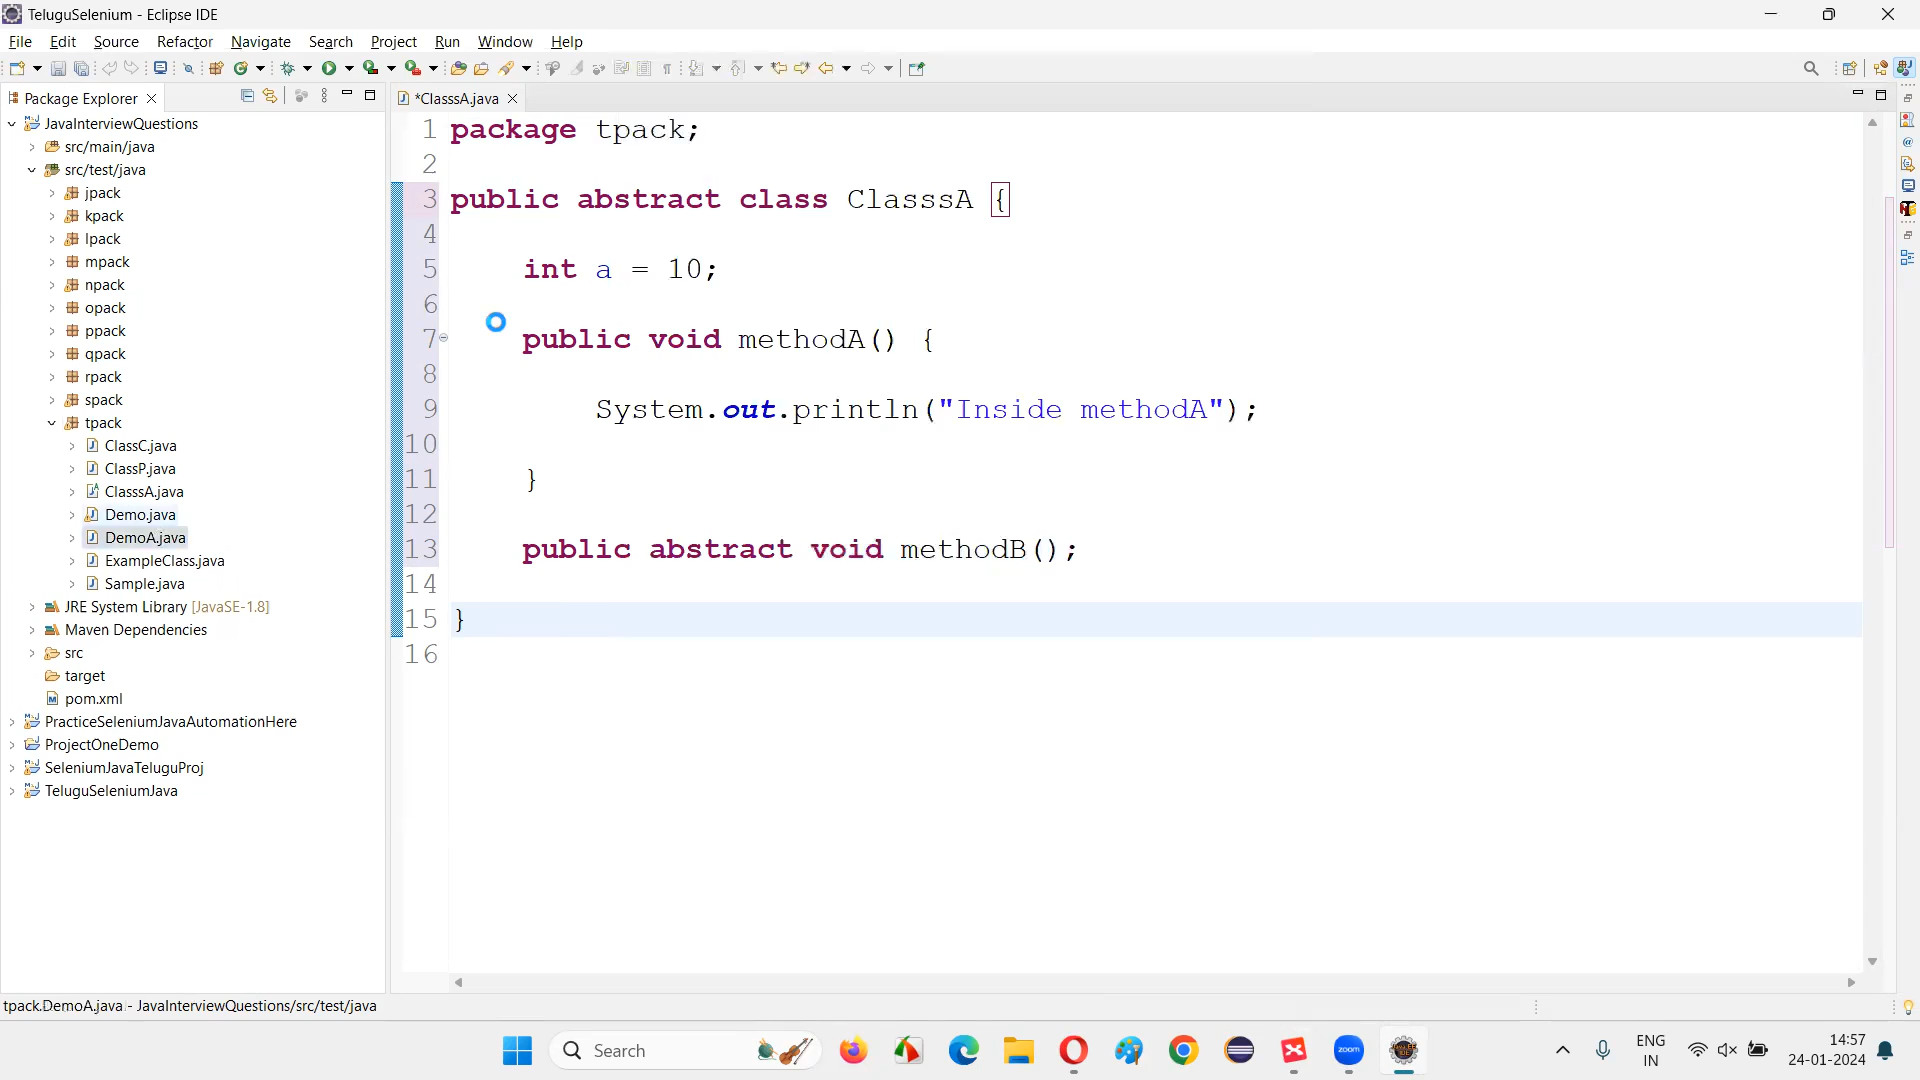 TeluguSelenium - Eclipse IDE
File Edit Source Refactor Navigate Search Project Run Window Help
Package Explorer
*ClasssA.java
JavaInterviewQuestions
src/main/java
src/test/java
jpack
kpack
lpack
mpack
npack
opack
ppack
qpack
rpack
spack
tpack
ClassC.java
ClassP.java
ClasssA.java
Demo.java
DemoA.java
ExampleClass.java
Sample.java
JRE System Library [JavaSE-1.8]
Maven Dependencies
src
target
pom.xml
PracticeSeleniumJavaAutomationHere
ProjectOneDemo
SeleniumJavaTeluguProj
TeluguSeleniumJava
1 package tpack;
2
3 public abstract class ClasssA {
4
5 int a = 10;
6
7 public void methodA() {
8
9 System.out.println("Inside methodA");
10
11 }
12
13 public abstract void methodB();
14
15 }
16
tpack.DemoA.java - JavaInterviewQuestions/src/test/java
Search
zoom
ENG
IN
14:57
24-01-2024